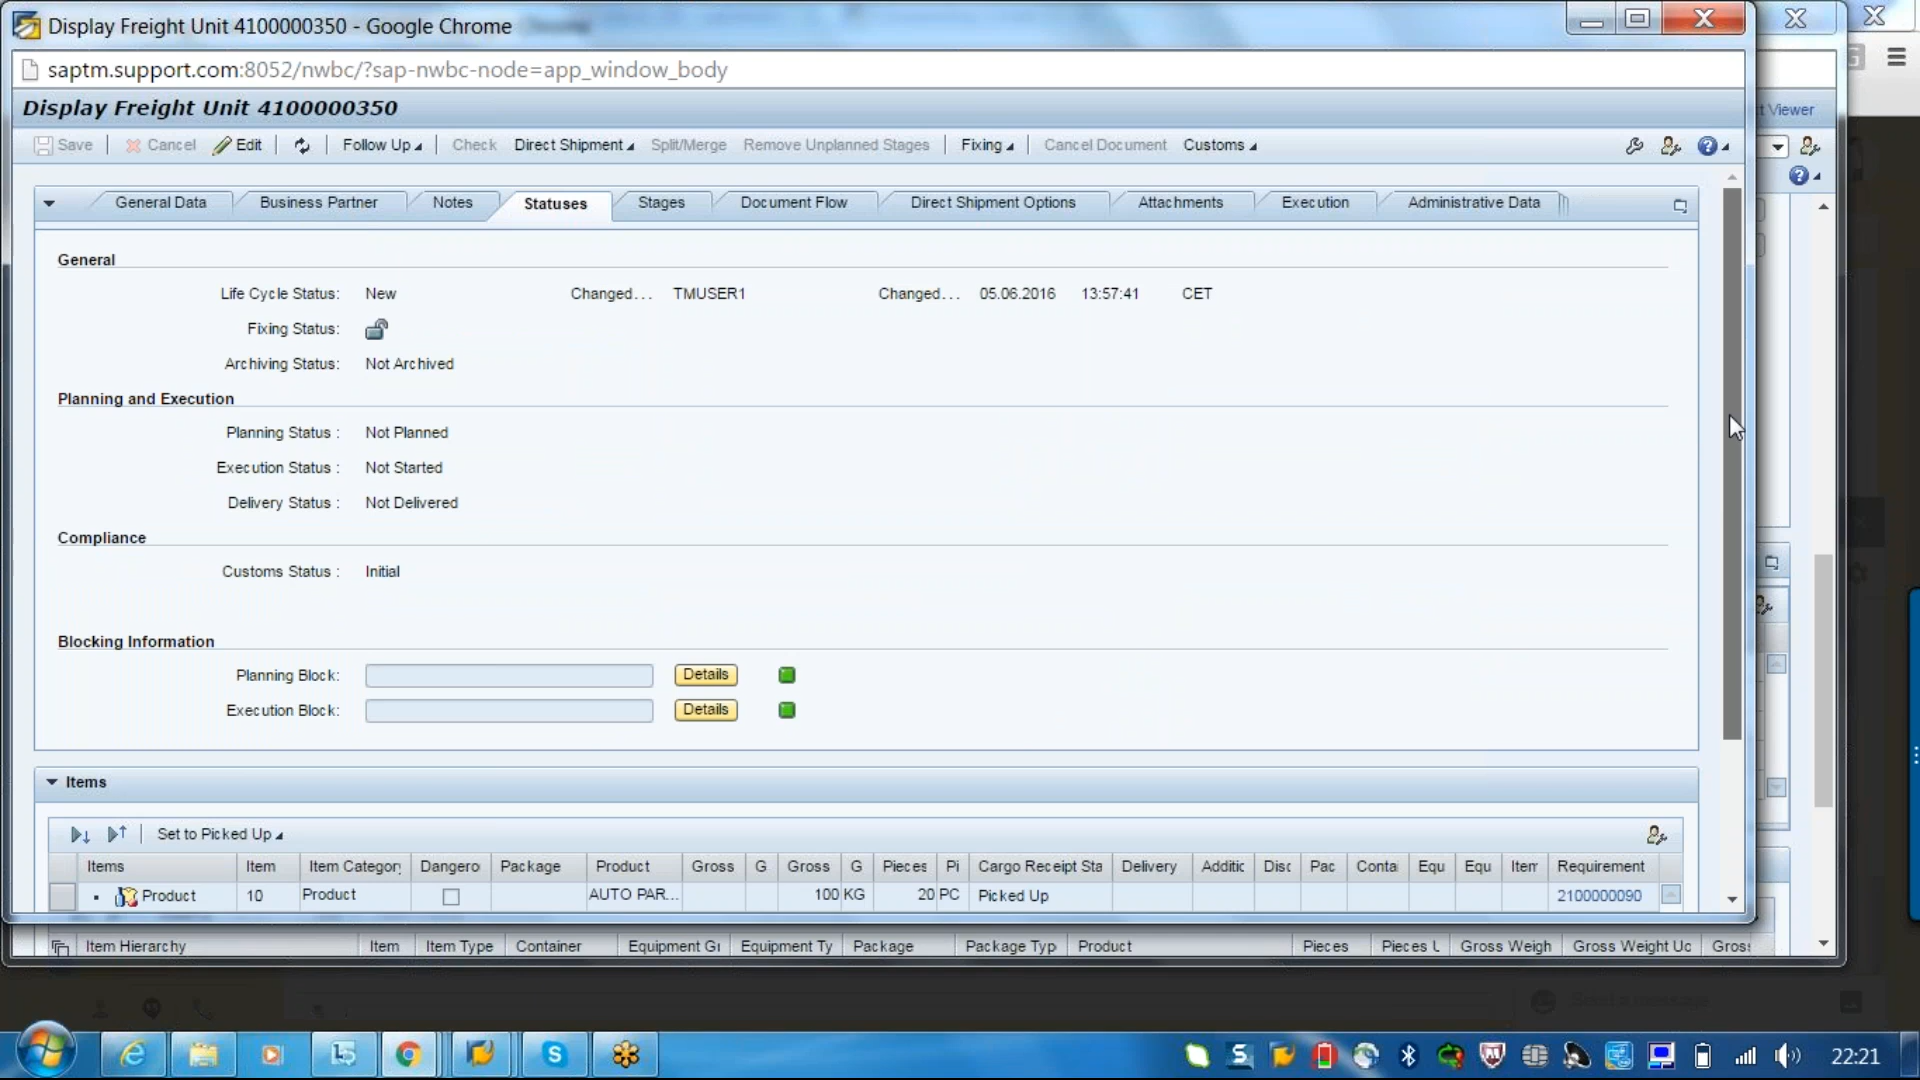 Display Freight Unit 4100000350 - Google Chrome
saptm.support.com:8052/nwbc/?sap-nwbc-node=app_window_body
Display Freight Unit 4100000350
t Viewer
Save Cancel Edit Follow Up Check Direct Shipment Split/Merge Remove Unplanned Stages Fixing Cancel Document Customs
General Data Business Partner Notes Statuses Stages Document Flow Direct Shipment Options Attachments Execution Administrative Data
General
Life Cycle Status: New Changed... TMUSER1 Changed... 05.06.2016 13:57:41 CET
Fixing Status:
Archiving Status: Not Archived
Planning and Execution
Planning Status : Not Planned
Execution Status : Not Started
Delivery Status : Not Delivered
Compliance
Customs Status : Initial
Blocking Information
Planning Block: Details
Execution Block: Details
Items
Set to Picked Up
Items Item Item Category Dangero Package Product Gross G Gross G Pieces Pi Cargo Receipt Sta Delivery Additic Disc Pac Contai Equ Equ Item Requirement
Product 10 Product AUTO PAR... 100 KG 20 PC Picked Up 2100000090
Item Hierarchy Item Item Type Container Equipment Gr Equipment Ty Package Package Typ Product Pieces Pieces U Gross Weigh Gross Weight Uc Gross
22:21